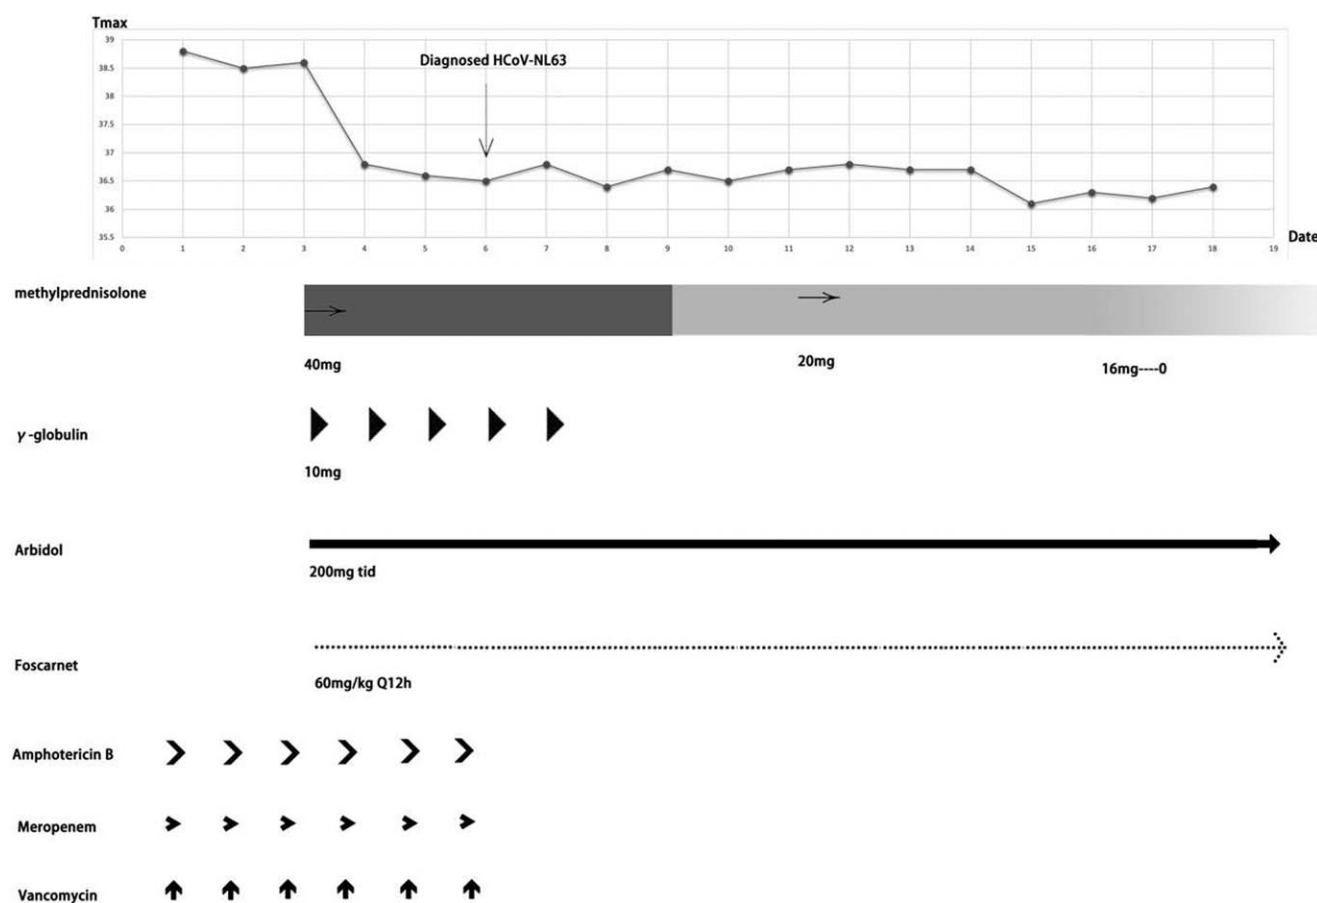 Tmax
39
38.5
38
37.5
37
36.5
36
35.5
Diagnosed HCoV-NL63
0 1 2 3 4 5 6 7 8 9 10 11 12 13 14 15 16 17 18 19
Date
methylprednisolone
40mg 20mg 16mg----0
γ-globulin
10mg
Arbidol
200mg tid
Foscarnet
60mg/kg Q12h
Amphotericin B
Meropenem
Vancomycin